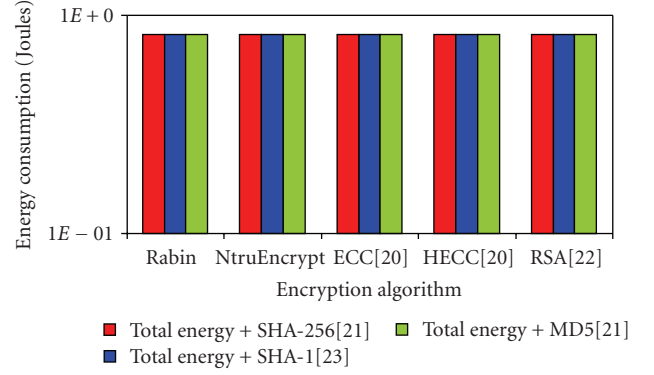 1E + 0
Energy consumption (Joules)
1E − 01
Rabin NtruEncrypt ECC[20] HECC[20] RSA[22]
Encryption algorithm
Total energy + SHA-256[21] Total energy + MD5[21]
Total energy + SHA-1[23]